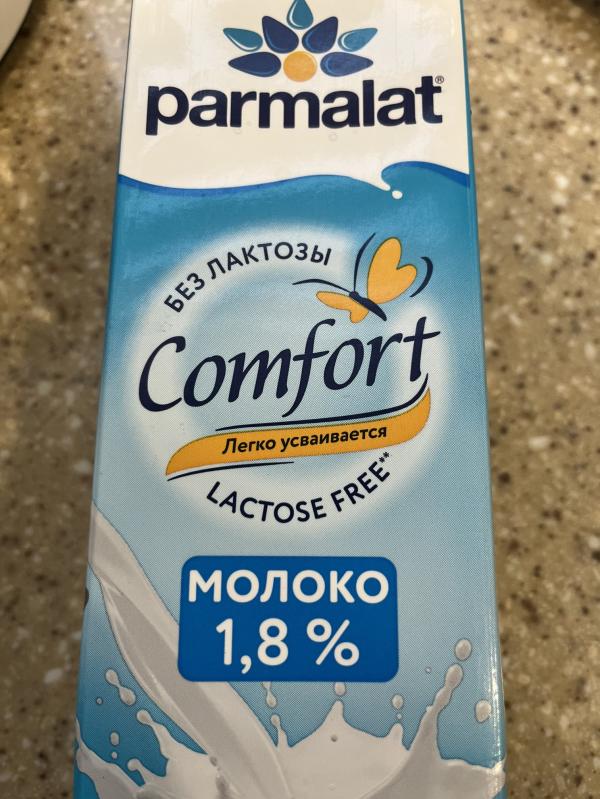 parmalat®
БЕЗ ЛАКТОЗЫ
Comfort
Легко усваивается
LACTOSE FREE**
МОЛОКО
1,8 %